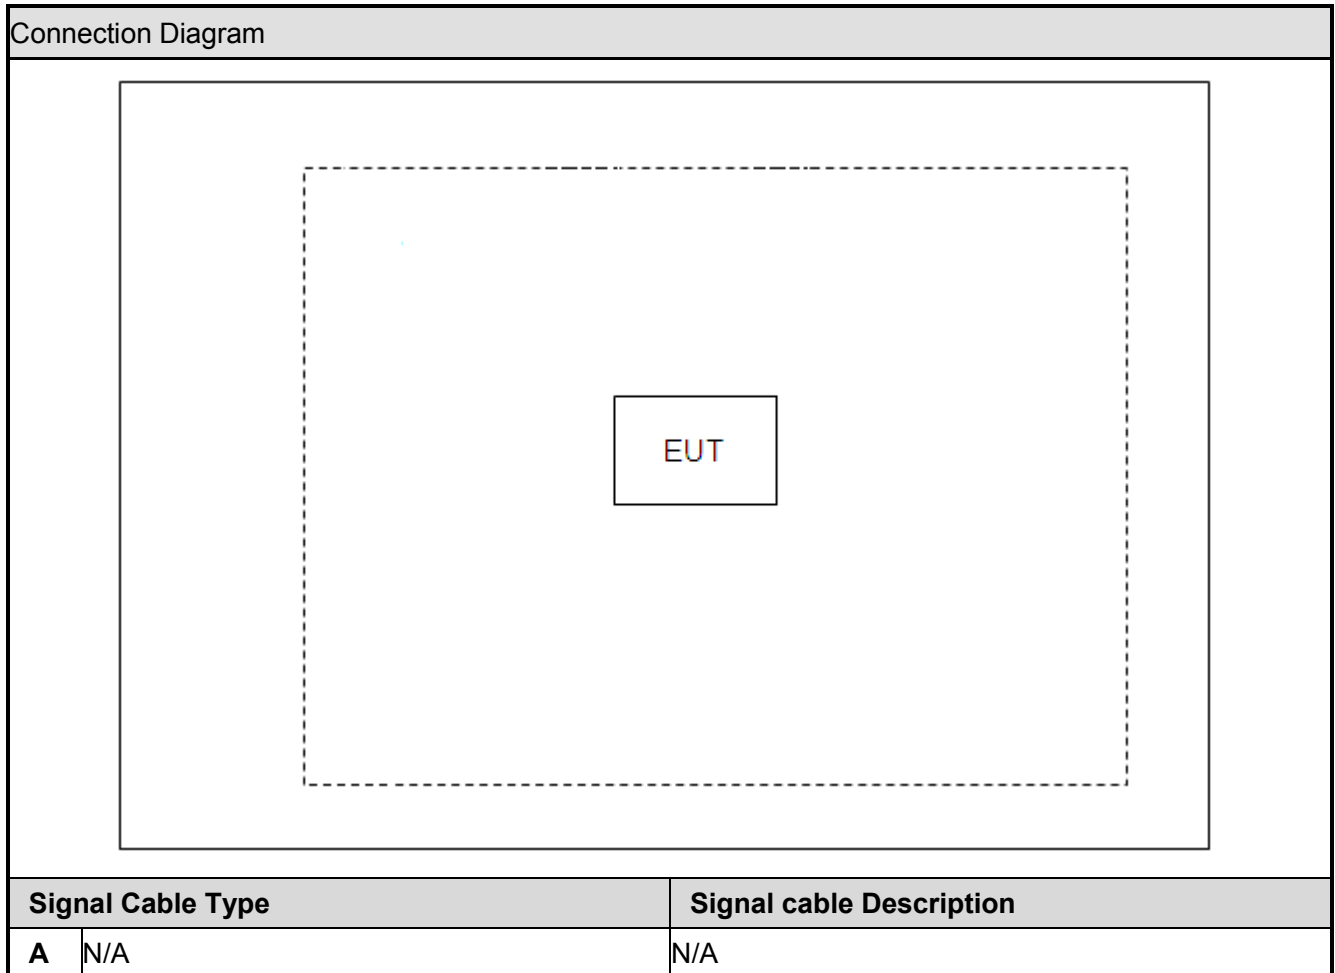 Connection Diagram
EUT
Signal Cable Type Signal cable Description
A N/A N/A